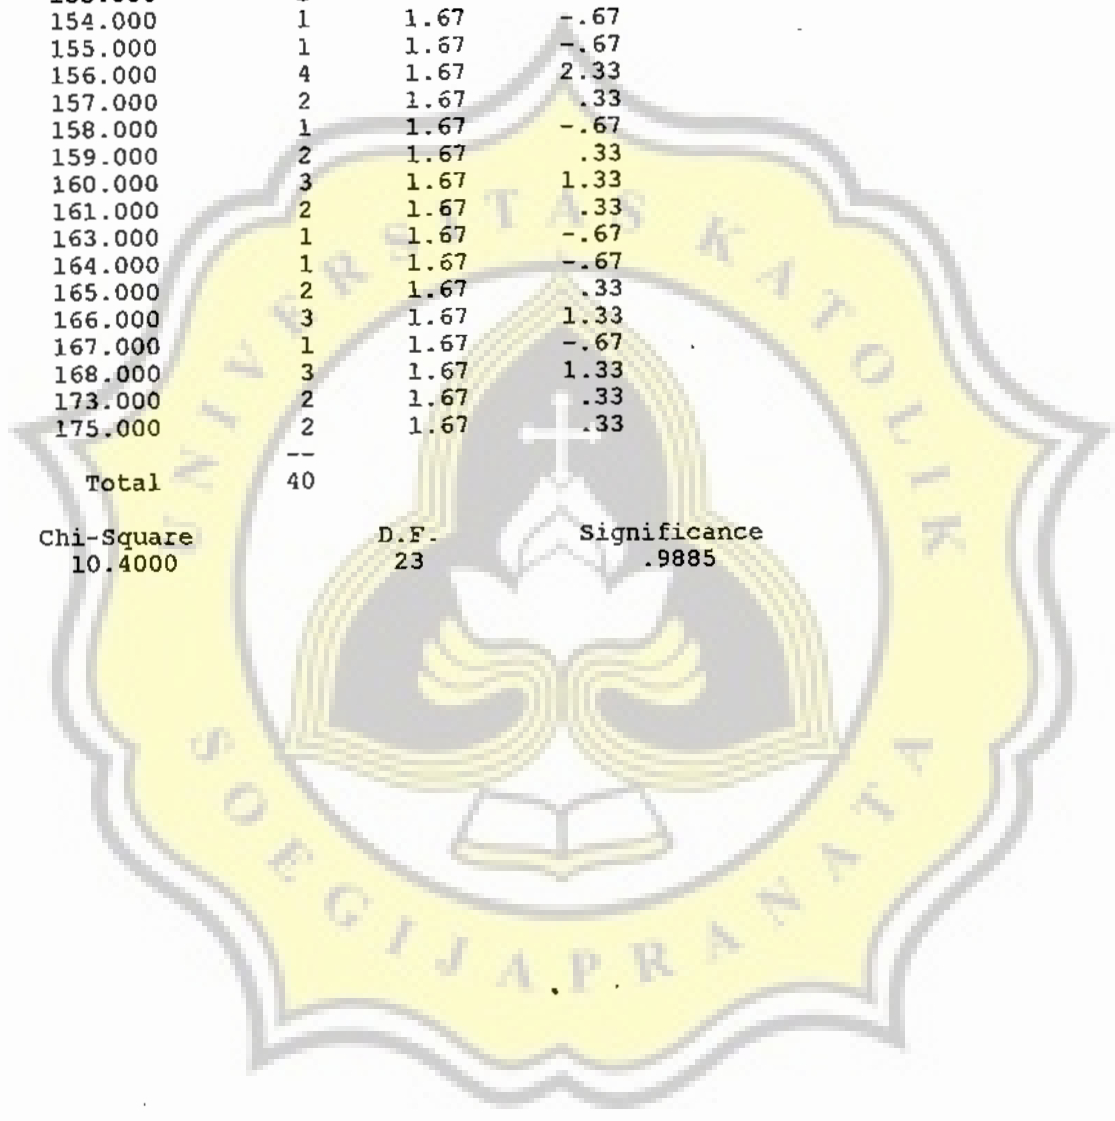 154.000 1 1.67 -.67
155.000 1 1.67 -.67
156.000 4 1.67 2.33
157.000 2 1.67 .33
158.000 1 1.67 -.67
159.000 2 1.67 .33
160.000 3 1.67 1.33
161.000 2 1.67 .33
163.000 1 1.67 -.67
164.000 1 1.67 -.67
165.000 2 1.67 .33
166.000 3 1.67 1.33
167.000 1 1.67 -.67
168.000 3 1.67 1.33
173.000 2 1.67 .33
175.000 2 1.67 .33
--
Total 40
Chi-Square D.F. Significance
10.4000 23 .9885
UNIVERSITAS KATOLIK
SOEGIJAPRANATA